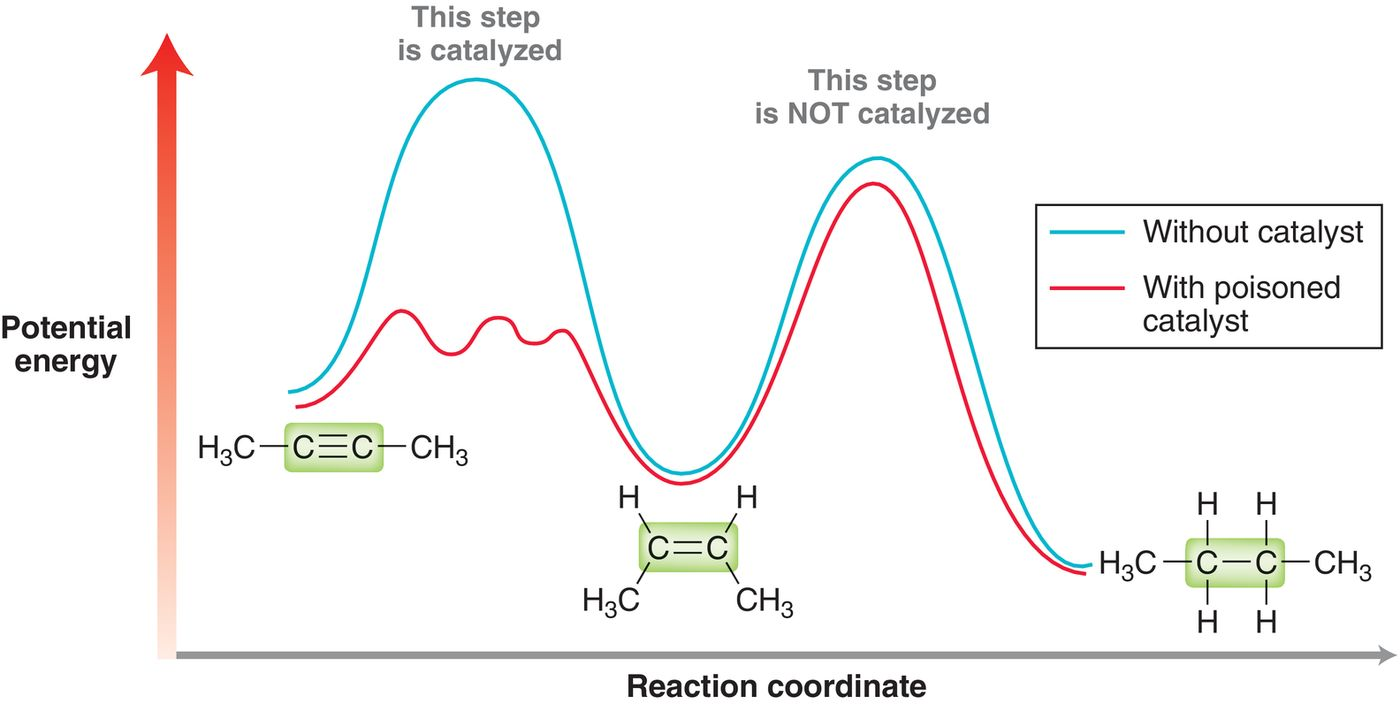 This step
is catalyzed
This step
is NOT catalyzed
Without catalyst
With poisoned
catalyst
Potential
energy
H₃C—C≡C—CH₃
H H
C=C
H₃C CH₃
H H
H₃C—C—C—CH₃
H H
Reaction coordinate